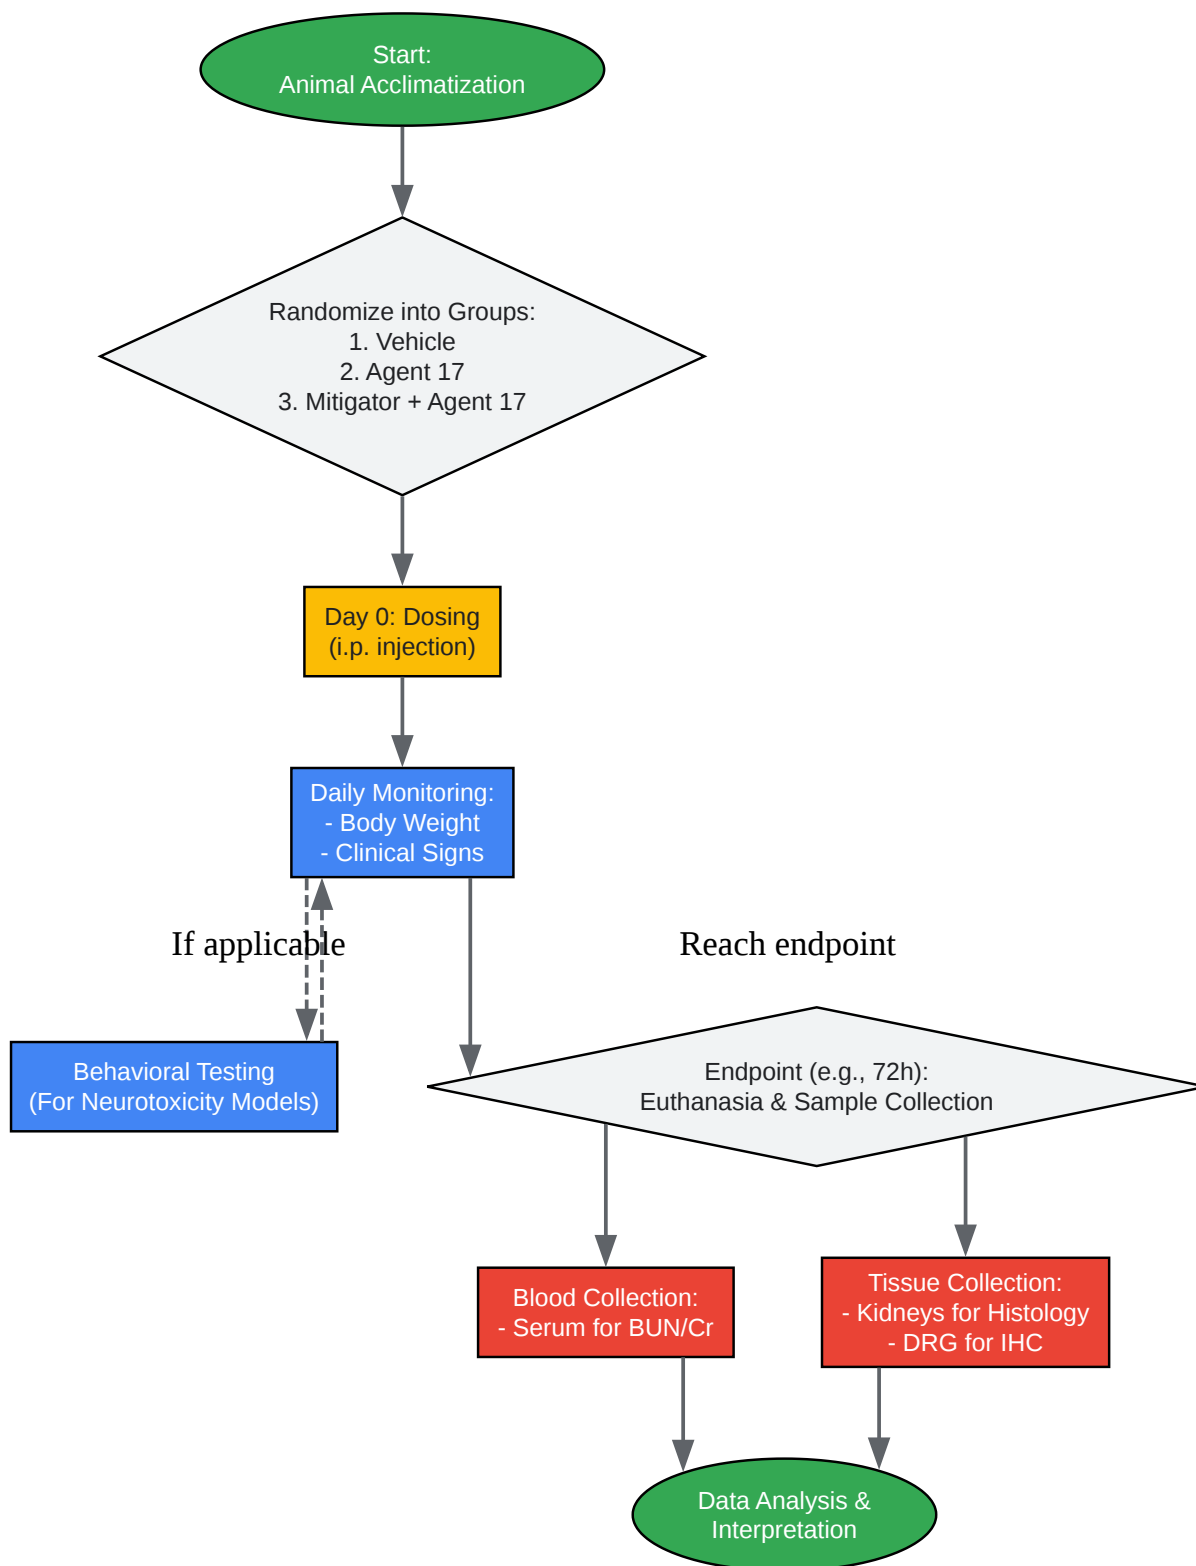 Start:
Animal Acclimatization
Randomize into Groups:
1. Vehicle
2. Agent 17
3. Mitigator + Agent 17
Day 0: Dosing
(i.p. injection)
Daily Monitoring:
- Body Weight
- Clinical Signs
If applicable
Reach endpoint
Behavioral Testing
(For Neurotoxicity Models)
Endpoint (e.g., 72h):
Euthanasia & Sample Collection
Blood Collection:
- Serum for BUN/Cr
Tissue Collection:
- Kidneys for Histology
- DRG for IHC
Data Analysis &
Interpretation